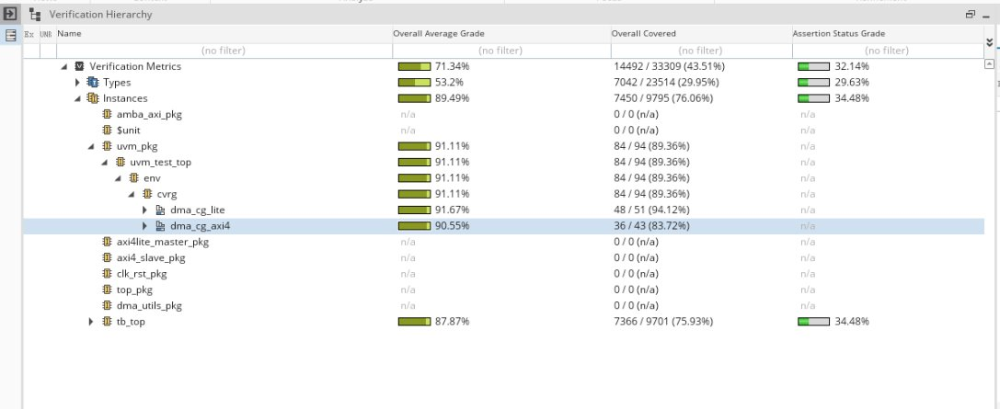 Verification Hierarchy
Ex UNR Name Overall Average Grade Overall Covered Assertion Status Grade
(no filter) (no filter) (no filter) (no filter)
Verification Metrics 71.34% 14492 / 33309 (43.51%) 32.14%
Types 53.2% 7042 / 23514 (29.95%) 29.63%
Instances 89.49% 7450 / 9795 (76.06%) 34.48%
amba_axi_pkg n/a 0 / 0 (n/a) n/a
$unit n/a 0 / 0 (n/a) n/a
uvm_pkg 91.11% 84 / 94 (89.36%) n/a
uvm_test_top 91.11% 84 / 94 (89.36%) n/a
env 91.11% 84 / 94 (89.36%) n/a
cvrg 91.11% 84 / 94 (89.36%) n/a
dma_cg_lite 91.67% 48 / 51 (94.12%) n/a
dma_cg_axi4 90.55% 36 / 43 (83.72%) n/a
axi4lite_master_pkg n/a 0 / 0 (n/a) n/a
axi4_slave_pkg n/a 0 / 0 (n/a) n/a
clk_rst_pkg n/a 0 / 0 (n/a) n/a
top_pkg n/a 0 / 0 (n/a) n/a
dma_utils_pkg n/a 0 / 0 (n/a) n/a
tb_top 87.87% 7366 / 9701 (75.93%) 34.48%